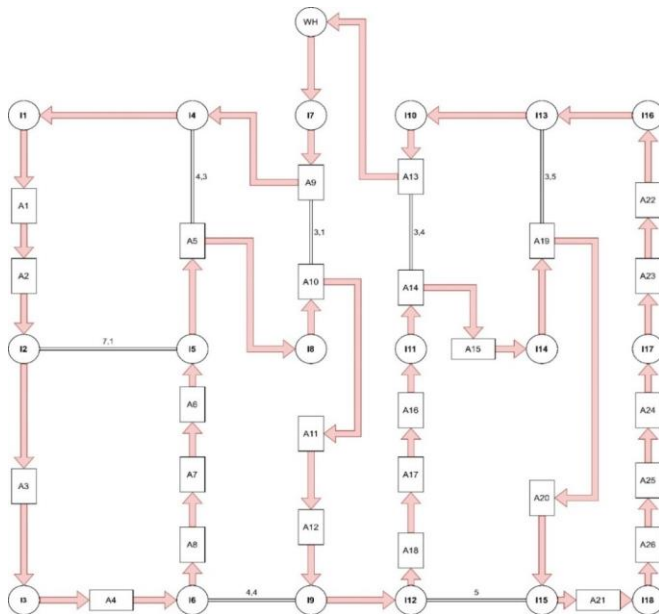 WH
I1
I4
I7
I10
I13
I16
A1
4,3
A9
A13
3,5
A22
A2
A5
3,1
3,4
A19
A23
A10
A14
I2
7,1
I5
I8
I11
A15
I14
I17
A6
A16
A24
A11
A3
A7
A17
A25
A20
A12
A8
A18
A26
I3
A4
I6
4,4
I9
I12
5
I15
A21
I18